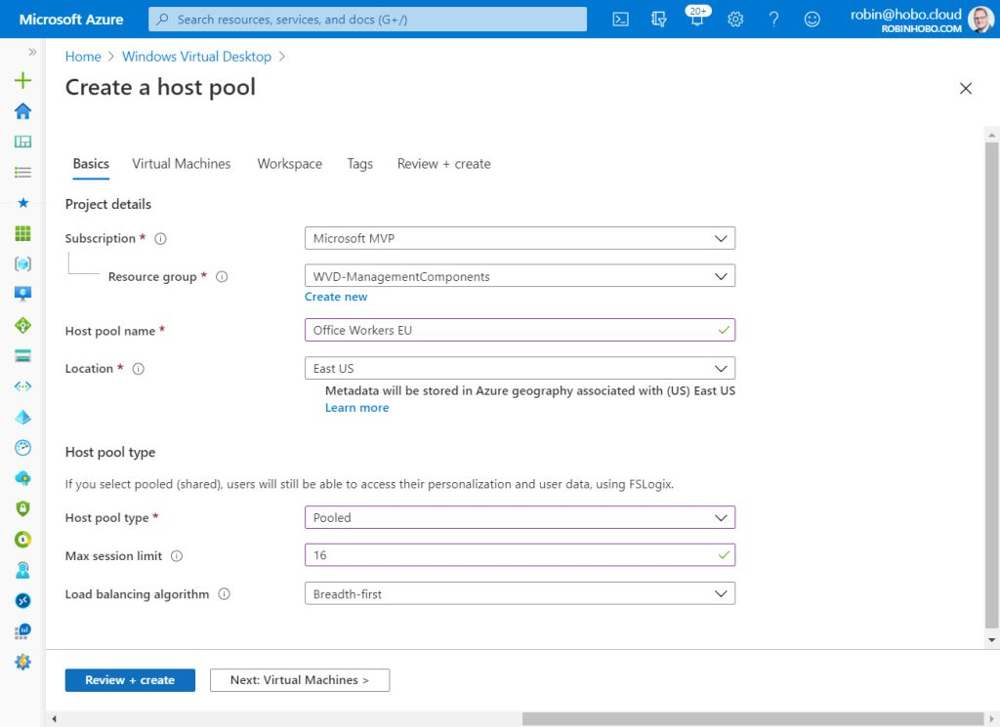 Microsoft Azure
Search resources, services, and docs (G+/)
20+
robin@hobo.cloud
ROBINHOBO.COM
Home > Windows Virtual Desktop >
Create a host pool
Basics Virtual Machines Workspace Tags Review + create
Project details
Subscription * Microsoft MVP
Resource group * WVD-ManagementComponents
Create new
Host pool name * Office Workers EU
Location * East US
Metadata will be stored in Azure geography associated with (US) East US
Learn more
Host pool type
If you select pooled (shared), users will still be able to access their personalization and user data, using FSLogix.
Host pool type * Pooled
Max session limit 16
Load balancing algorithm Breadth-first
Review + create Next: Virtual Machines >